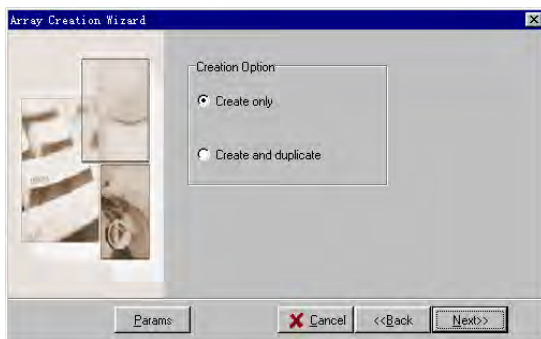 Array Creation Wizard
Creation Option
Create only
Create and duplicate
Params
Cancel
<<Back
Next>>